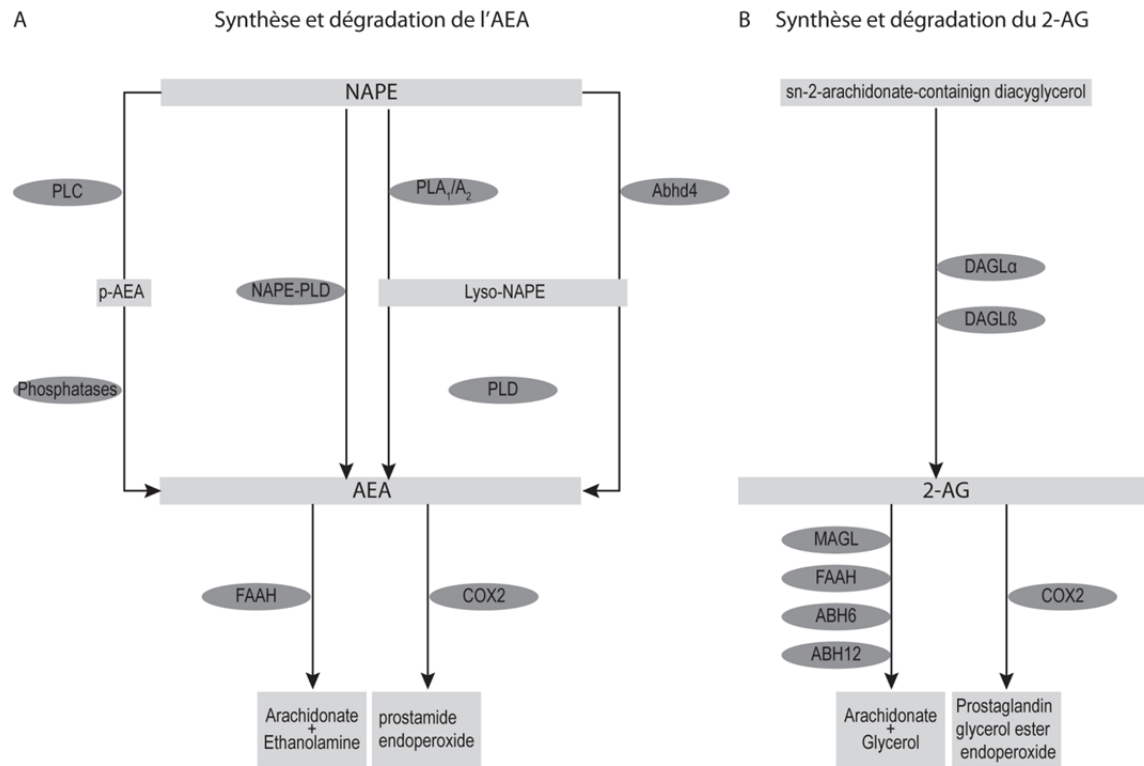 A
Synthèse et dégradation de l'AEA
NAPE
PLC
PLA1/A2
Abhd4
p-AEA
NAPE-PLD
Lyso-NAPE
Phosphatases
PLD
AEA
FAAH
COX2
Arachidonate
+
Ethanolamine
prostamide
endoperoxide
B
Synthèse et dégradation du 2-AG
sn-2-arachidonate-containign diacyglycerol
DAGLα
DAGLß
2-AG
MAGL
FAAH
ABH6
ABH12
COX2
Arachidonate
+
Glycerol
Prostaglandin
glycerol ester
endoperoxide